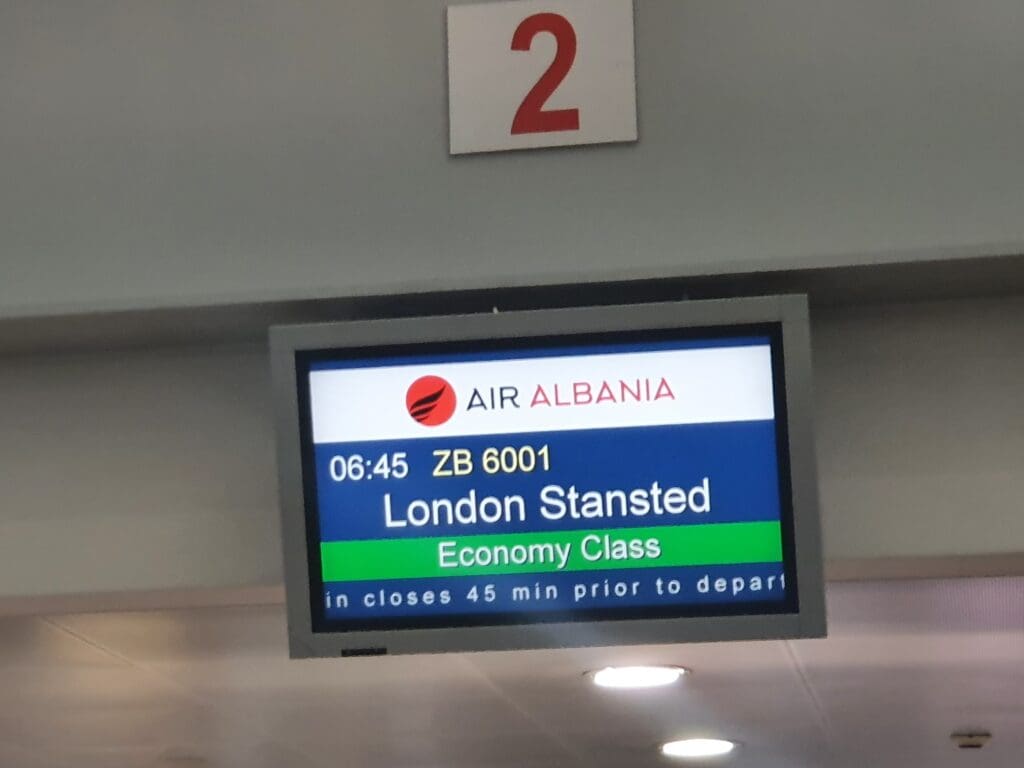 2
AIR ALBANIA
06:45 ZB 6001
London Stansted
Economy Class
in closes 45 min prior to depart